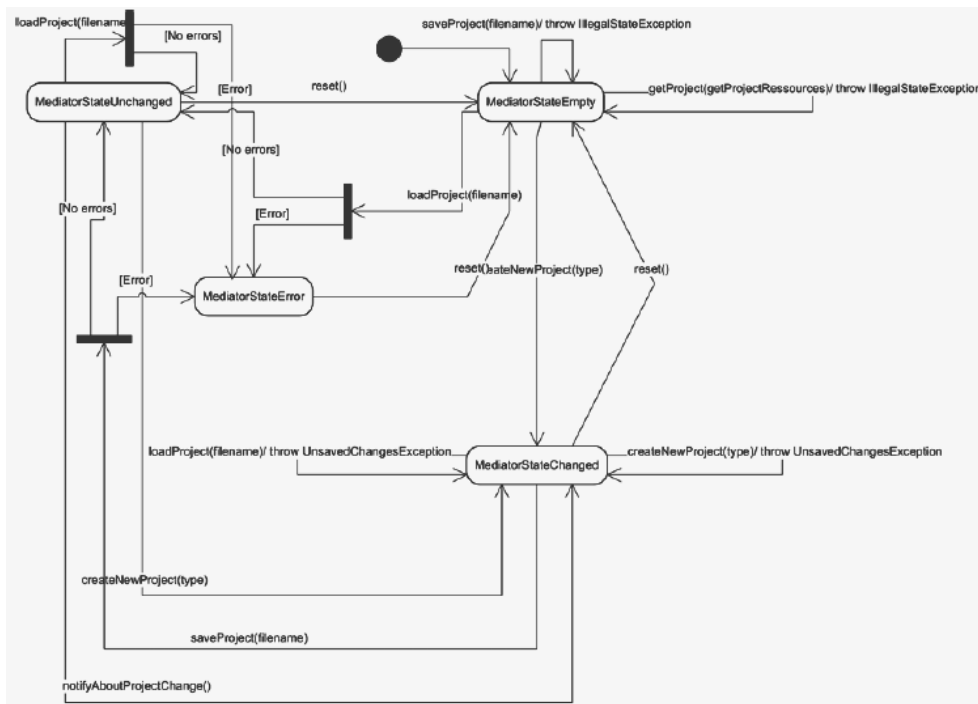 loadProject(filename
saveProject(filename)/ throw IllegalStateException
[No errors]
[Error]
reset()
MediatorStateUnchanged
MediatorStateEmpty
getProject(getProjectRessources)/ throw IllegalStateException
[No errors]
loadProject(filename)
[No errors]
[Error]
[Error]
reset()
eateNewProject(type)
reset()
MediatorStateError
loadProject(filename)/ throw UnsavedChangesException
MediatorStateChanged
createNewProject(type)/ throw UnsavedChangesException
createNewProject(type)
saveProject(filename)
notifyAboutProjectChange()